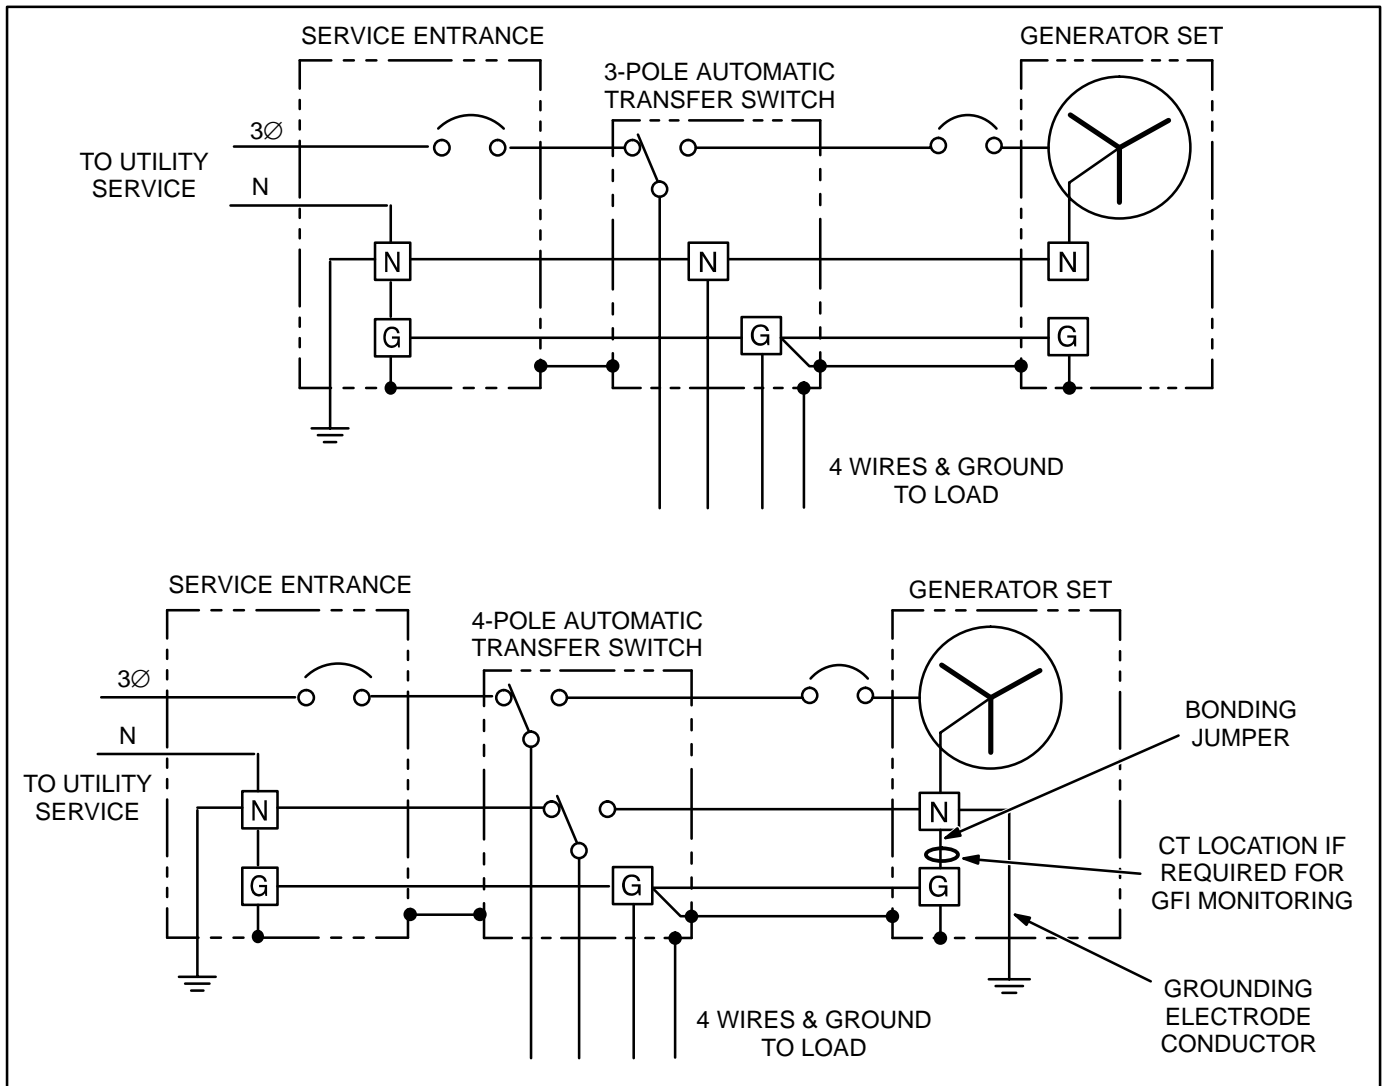 SERVICE ENTRANCE
GENERATOR SET
3-POLE AUTOMATIC
TRANSFER SWITCH
3∅
TO UTILITY
SERVICE
N
N
N
N
G
G
G
4 WIRES & GROUND
TO LOAD
SERVICE ENTRANCE
GENERATOR SET
4-POLE AUTOMATIC
TRANSFER SWITCH
3∅
N
TO UTILITY
SERVICE
BONDING
JUMPER
N
N
CT LOCATION IF
REQUIRED FOR
GFI MONITORING
G
G
G
GROUNDING
ELECTRODE
CONDUCTOR
4 WIRES & GROUND
TO LOAD